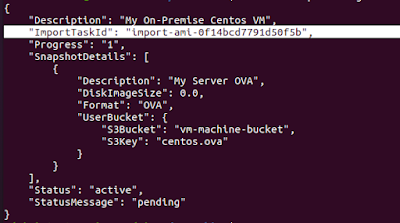 {
    "Description": "My On-Premise Centos VM",
    "ImportTaskId": "import-ami-0f14bcd7791d50f5b",
    "Progress": "1",
    "SnapshotDetails": [
        {
            "Description": "My Server OVA",
            "DiskImageSize": 0.0,
            "Format": "OVA",
            "UserBucket": {
                "S3Bucket": "vm-machine-bucket",
                "S3Key": "centos.ova"
            }
        }
    ],
    "Status": "active",
    "StatusMessage": "pending"
}